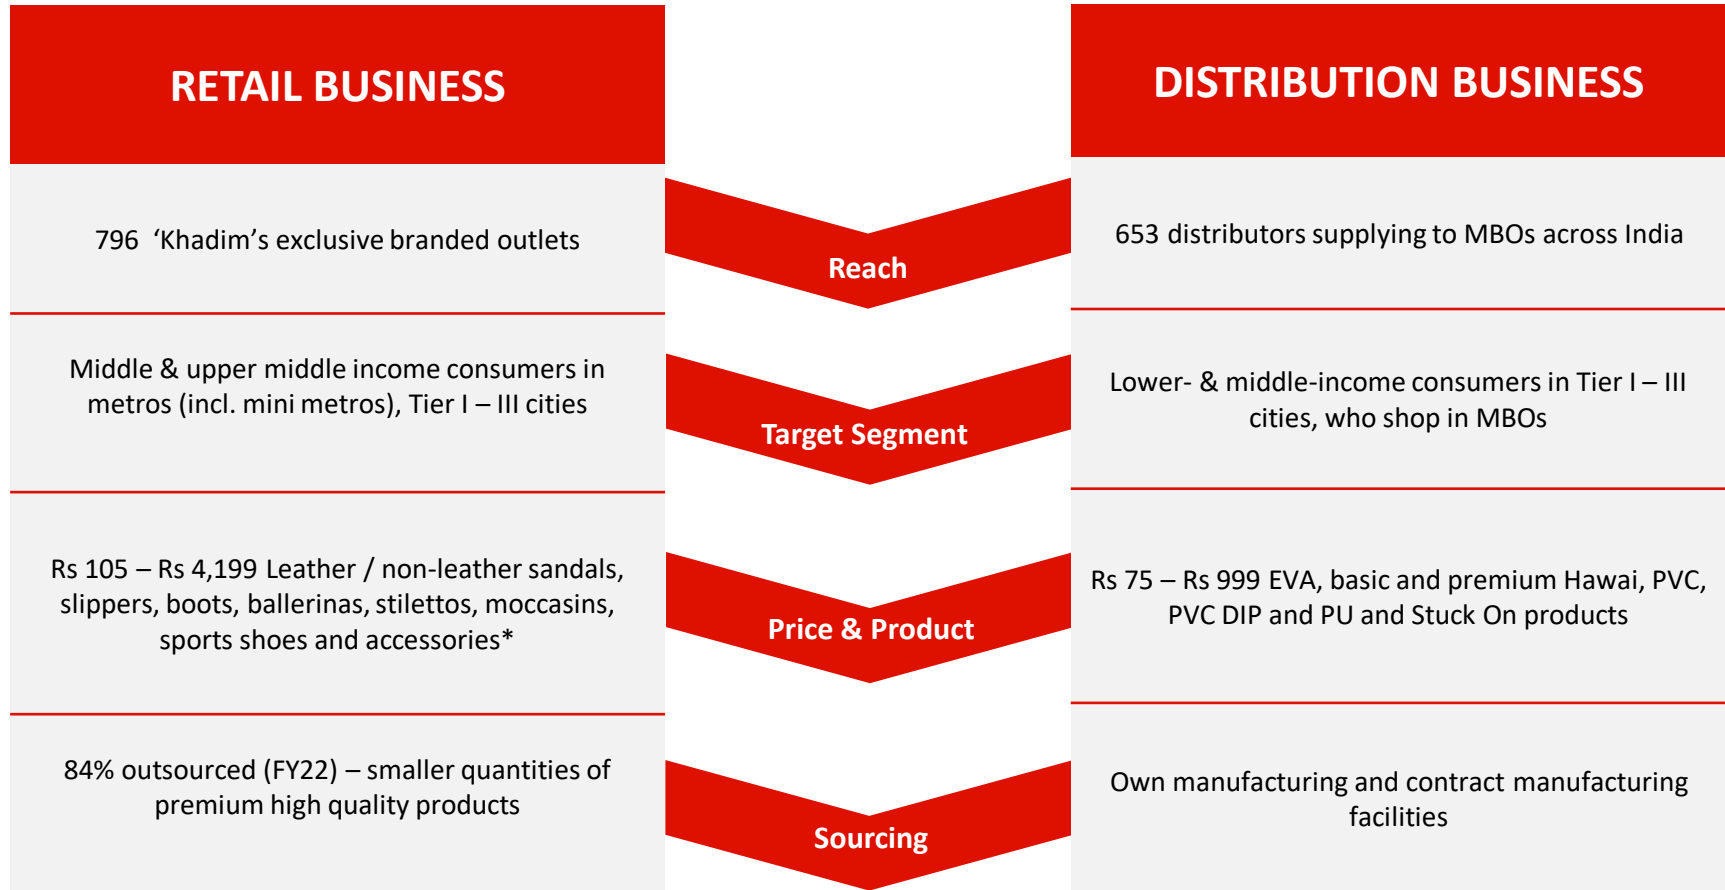 RETAIL BUSINESS
DISTRIBUTION BUSINESS
796  ‘Khadim’s exclusive branded outlets
Reach
653 distributors supplying to MBOs across India
Middle & upper middle income consumers in
metros (incl. mini metros), Tier I – III cities
Target Segment
Lower- & middle-income consumers in Tier I – III
cities, who shop in MBOs
Rs 105 – Rs 4,199 Leather / non-leather sandals,
slippers, boots, ballerinas, stilettos, moccasins,
sports shoes and accessories*
Price & Product
Rs 75 – Rs 999 EVA, basic and premium Hawai, PVC,
PVC DIP and PU and Stuck On products
84% outsourced (FY22) – smaller quantities of
premium high quality products
Sourcing
Own manufacturing and contract manufacturing
facilities